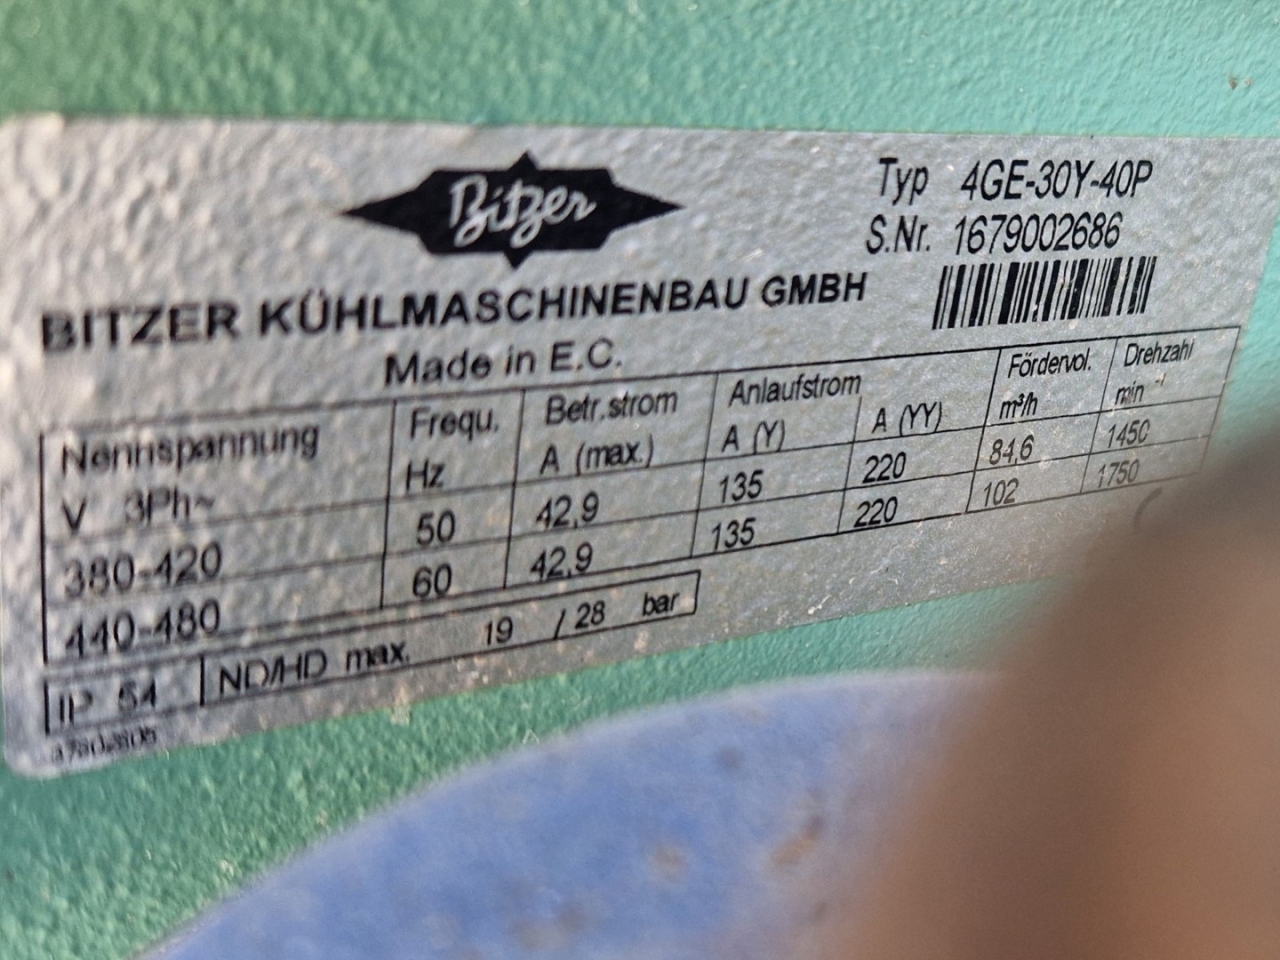 Bitzer
Typ 4GE-30Y-40P
S.Nr. 1679002686
BITZER KÜHLMASCHINENBAU GMBH
Made in E.C.
Nennspannung Frequ. Betr.strom Anlaufstrom Fördervol. Drehzahl
V 3Ph~ Hz A (max.) A (Y) A (YY) m³/h min⁻¹
380-420 50 42,9 135 220 84,6 1450
440-480 60 42,9 135 220 102 1750
IP 54 ND/HD max. 19 / 28 bar